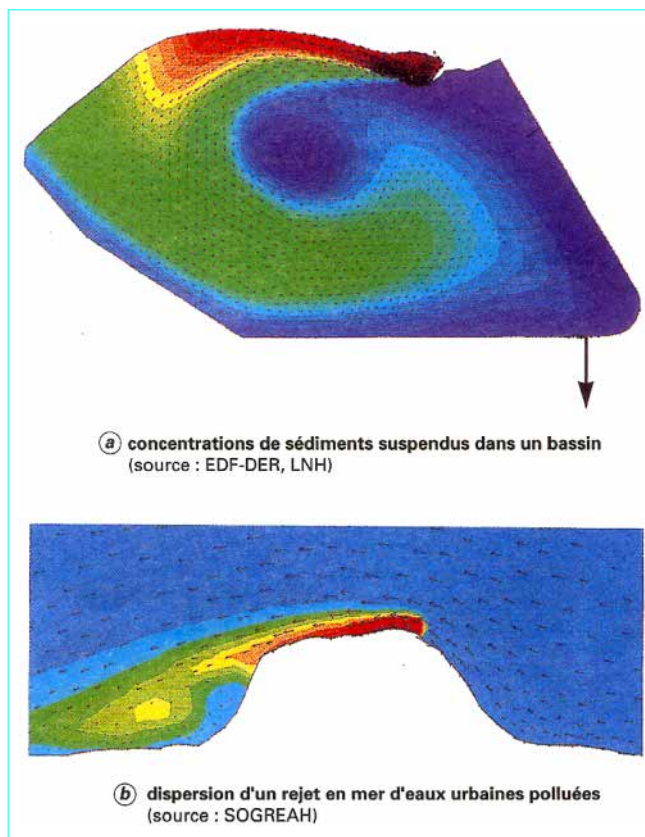 a concentrations de sédiments suspendus dans un bassin
(source : EDF-DER, LNH)
b dispersion d'un rejet en mer d'eaux urbaines polluées
(source : SOGREAH)